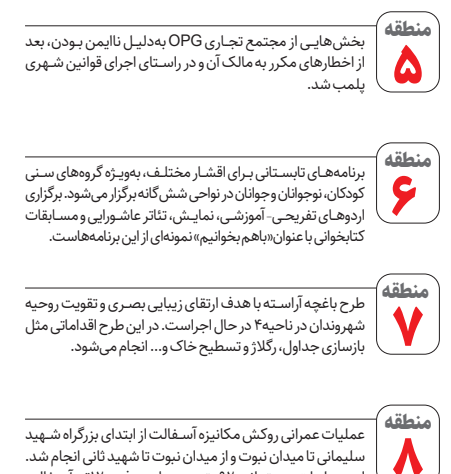 منطقه
۵
بخش‌هایی از مجتمع تجاری OPG به‌دلیل ناایمن بودن، بعد
از اخطارهای مکرر به مالک آن و در راستای اجرای قوانین شهری
پلمب شد.
منطقه
۶
برنامه‌های تابستانی برای اقشار مختلف، به‌ویژه گروه‌های سنی
کودکان، نوجوانان و جوانان در نواحی شش گانه برگزار می‌شود. برگزاری
اردوهای تفریحی- آموزشی، نمایش، تئاتر عاشورایی و مسابقات
کتابخوانی با عنوان«باهم بخوانیم» نمونه‌ای از این برنامه‌هاست.
منطقه
۷
طرح باغچه آراسته با هدف ارتقای زیبایی بصری و تقویت روحیه
شهروندان در ناحیه۴ در حال اجراست. در این طرح اقداماتی مثل
بازسازی جداول، رگلاژ و تسطیح خاک و... انجام می‌شود.
منطقه
۸
عملیات عمرانی روکش مکانیزه آسفالت از ابتدای بزرگراه شهید
سلیمانی تا میدان نبوت و از میدان نبوت تا شهید ثانی انجام شد.